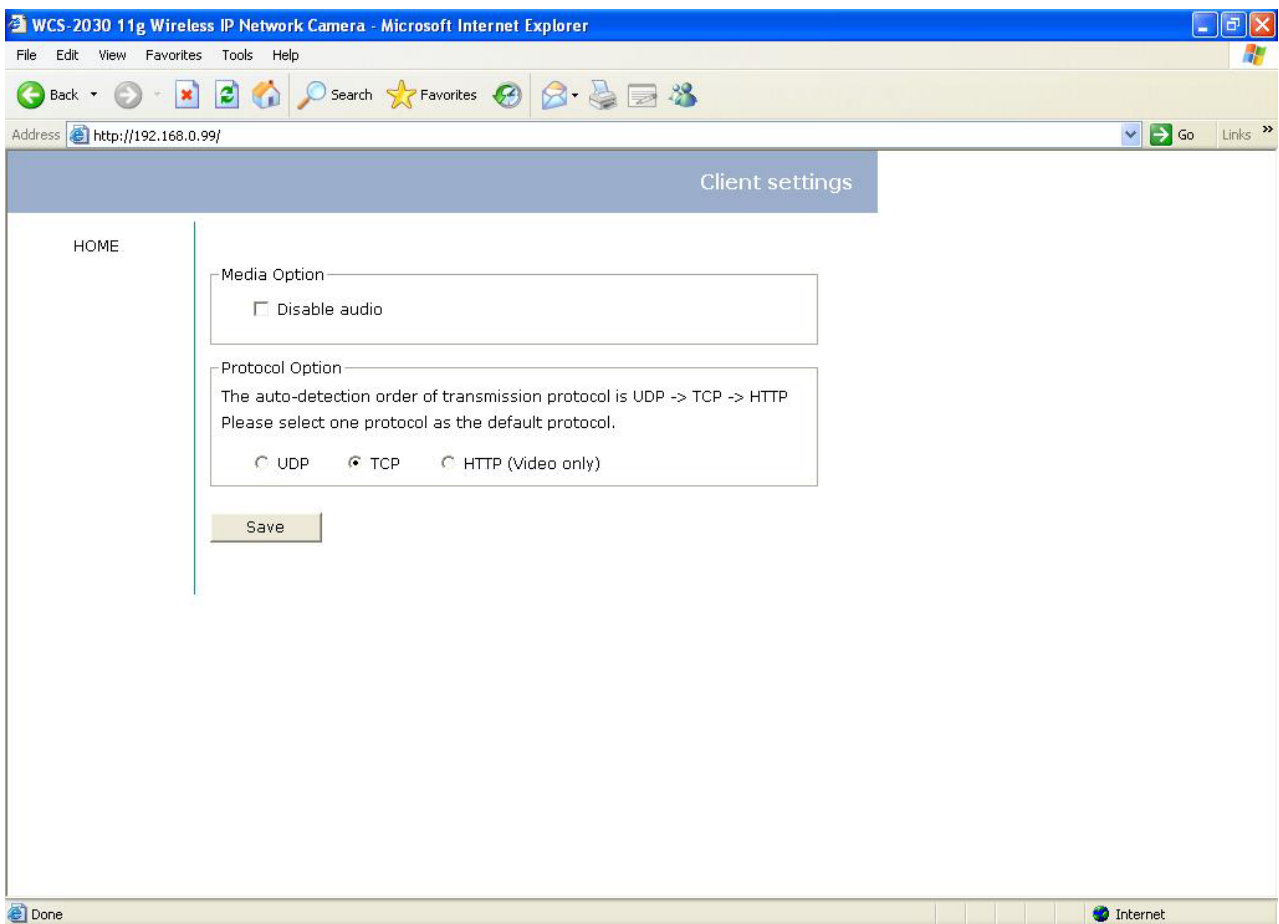 WCS-2030 11g Wireless IP Network Camera - Microsoft Internet Explorer
File Edit View Favorites Tools Help
Back Search Favorites
Address http://192.168.0.99/ Go Links »
Client settings
HOME
Media Option
Disable audio
Protocol Option
The auto-detection order of transmission protocol is UDP -> TCP -> HTTP
Please select one protocol as the default protocol.
UDP TCP HTTP (Video only)
Save
Done Internet